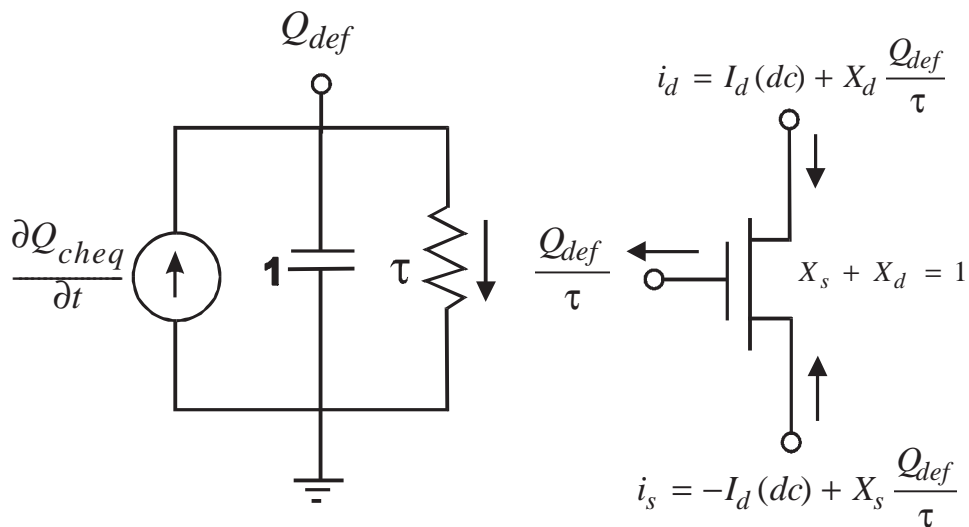 Q_def
∂Q_cheq/∂t
1
τ
i_d = I_d(dc) + X_d Q_def/τ
Q_def/τ
X_s + X_d = 1
i_s = -I_d(dc) + X_s Q_def/τ